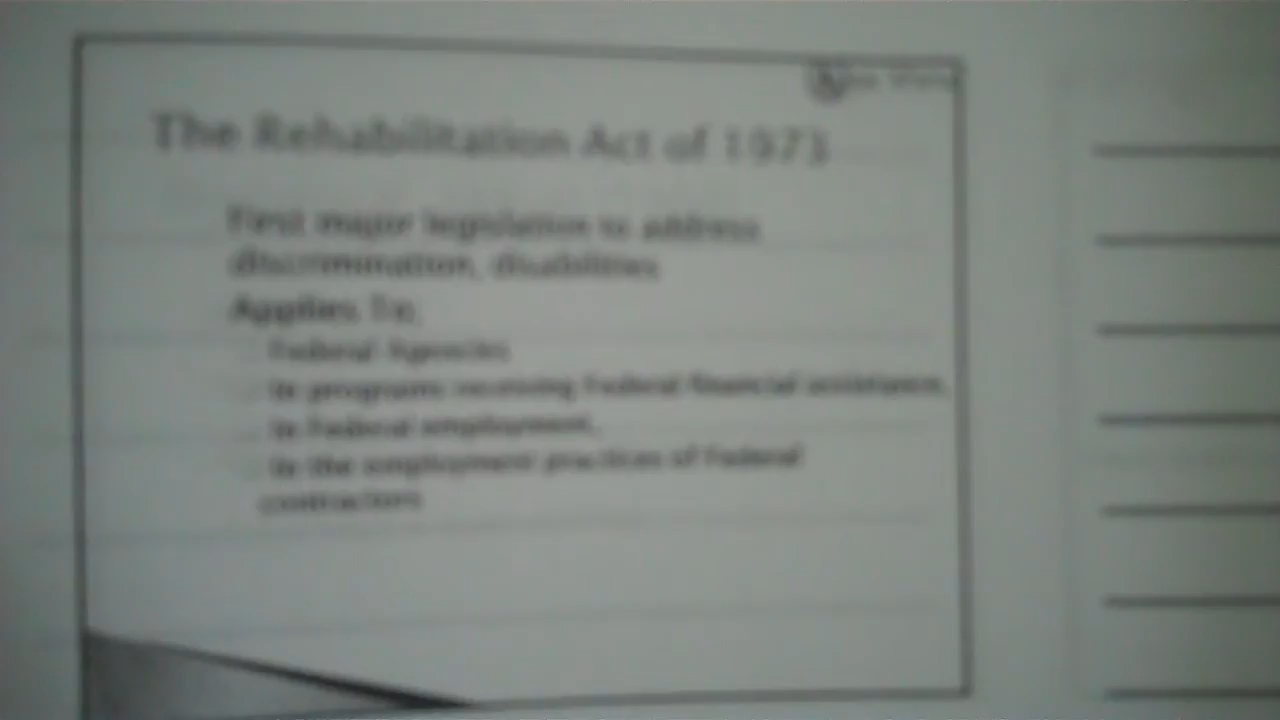 The Rehabilitation Act of 1973
First major legislation to address
discrimination, disabilities
Applies To:
Federal Agencies
In programs receiving Federal financial assistance,
In Federal employment,
In the employment practices of Federal
contractors